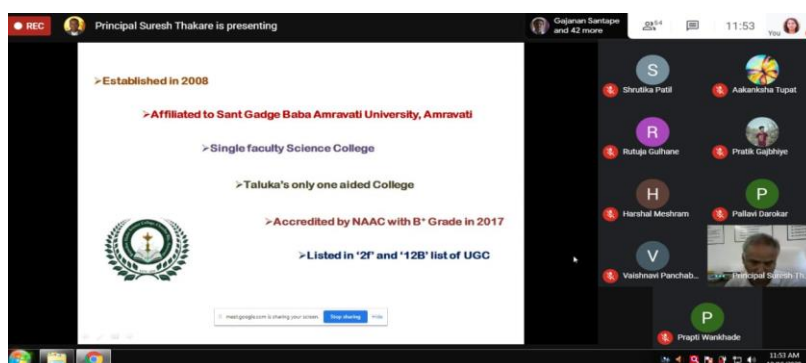 REC
Principal Suresh Thakare is presenting
Gajanan Santape
and 42 more
64
11:53
You
➢Established in 2008
➢Affiliated to Sant Gadge Baba Amravati University, Amravati
➢Single faculty Science College
➢Taluka's only one aided College
➢Accredited by NAAC with B+ Grade in 2017
➢Listed in '2f' and '12B' list of UGC
meet.google.com is sharing your screen.
Stop sharing
Hide
S
Shrutika Patil
Aakanksha Tupat
R
Rutuja Gulhane
Pratik Gajbhiye
H
Harshal Meshram
P
Pallavi Darokar
V
Vaishnavi Panchab...
Principal Suresh Th...
P
Prapti Wankhade
11:53 AM